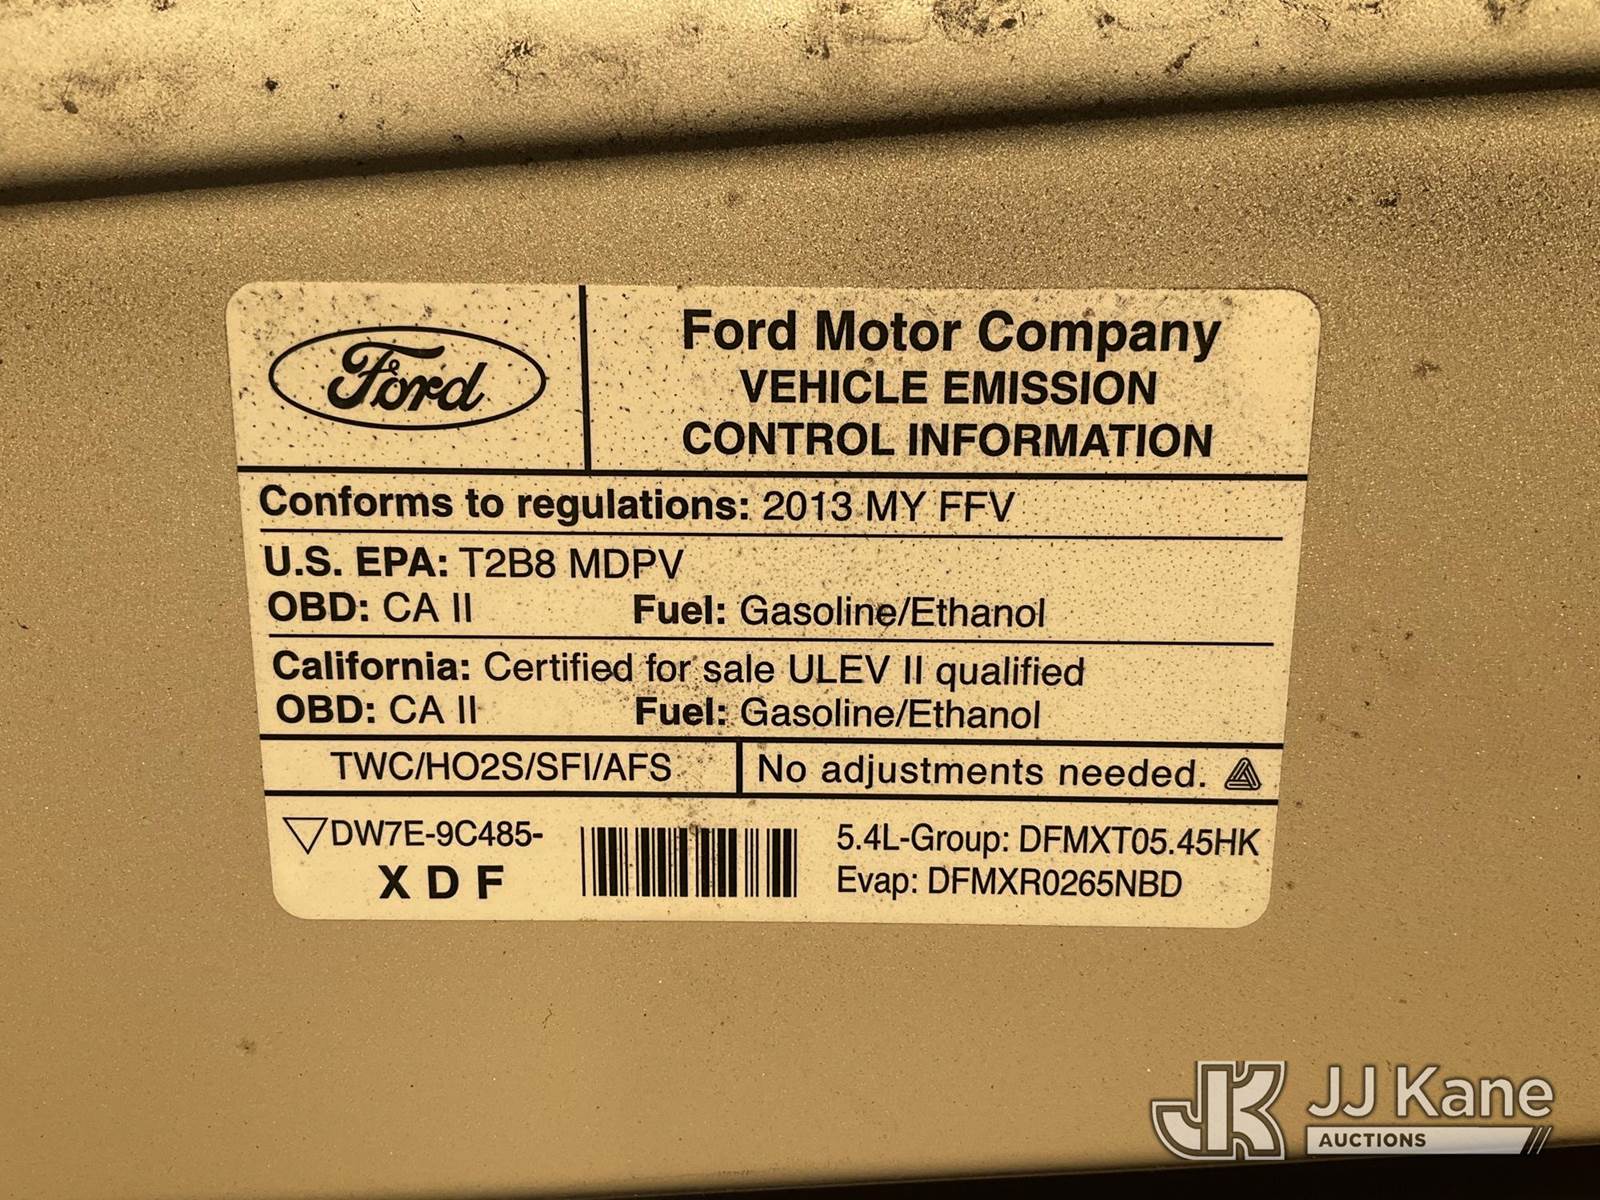 Ford
Ford Motor Company
VEHICLE EMISSION
CONTROL INFORMATION
Conforms to regulations: 2013 MY FFV
U.S. EPA: T2B8 MDPV
OBD: CA II Fuel: Gasoline/Ethanol
California: Certified for sale ULEV II qualified
OBD: CA II Fuel: Gasoline/Ethanol
TWC/HO2S/SFI/AFS No adjustments needed.
DW7E-9C485-
X D F
5.4L-Group: DFMXT05.45HK
Evap: DFMXR0265NBD
JK JJ Kane
AUCTIONS